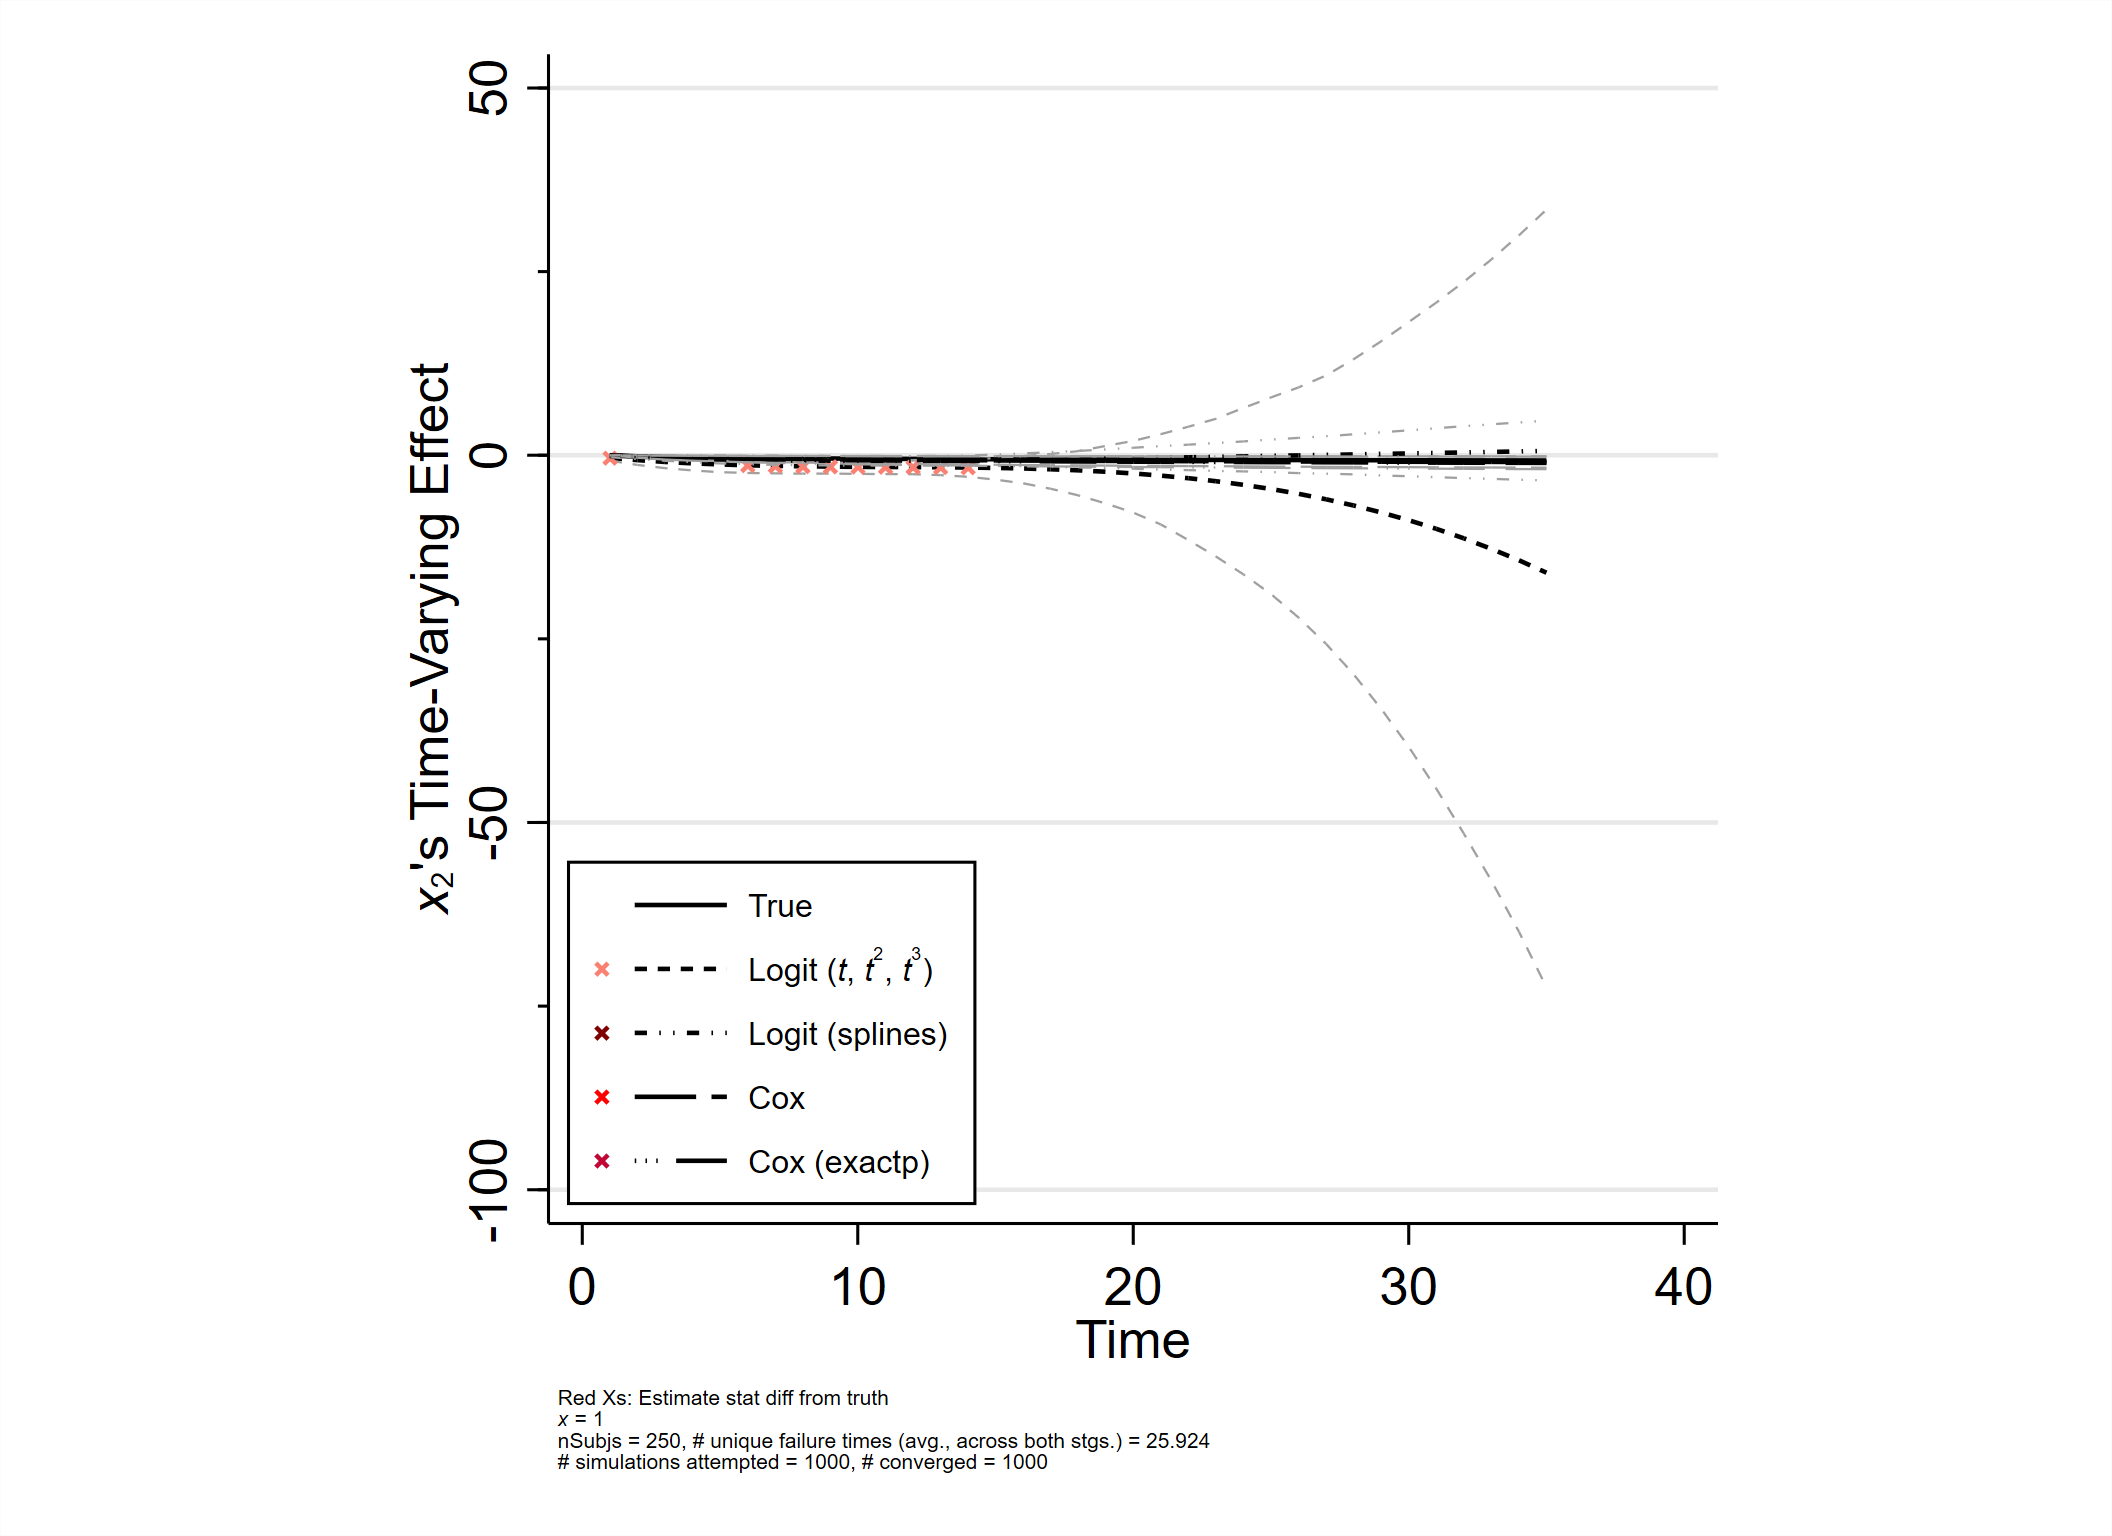 50
0
-50
-100
x₂'s Time-Varying Effect
True
Logit (t, t², t³)
Logit (splines)
Cox
Cox (exactp)
0 10 20 30 40
Time
Red Xs: Estimate stat diff from truth
x = 1
nSubjs = 250, # unique failure times (avg., across both stgs.) = 25.924
# simulations attempted = 1000, # converged = 1000